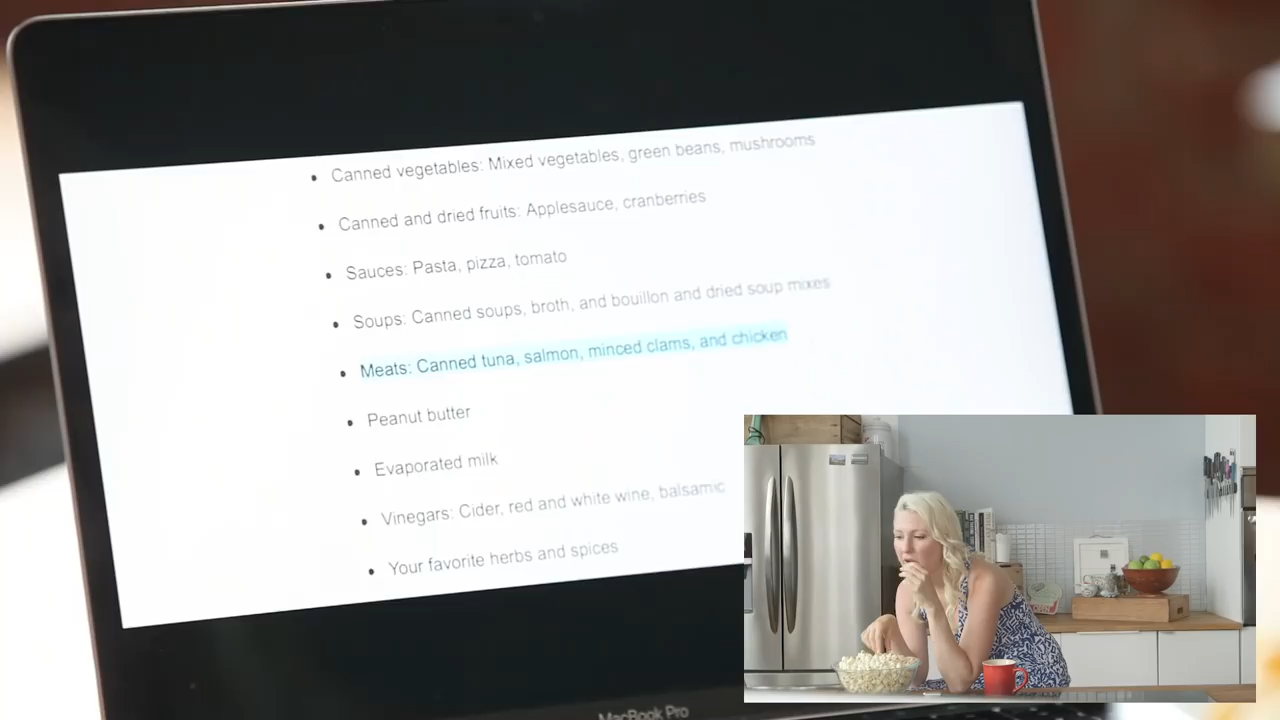 • Canned vegetables: Mixed vegetables, green beans, mushrooms
• Canned and dried fruits: Applesauce, cranberries
• Sauces: Pasta, pizza, tomato
• Soups: Canned soups, broth, and bouillon and dried soup mixes
• Meats: Canned tuna, salmon, minced clams, and chicken
• Peanut butter
• Evaporated milk
• Vinegars: Cider, red and white wine, balsamic
• Your favorite herbs and spices
MacBook Pro